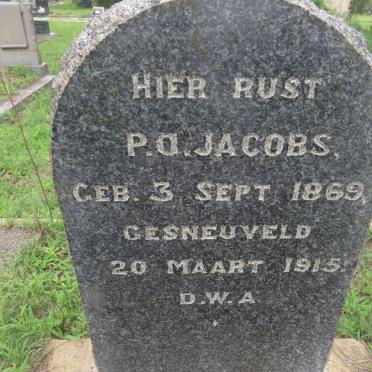 HIER RUST
P.D. JACOBS,
GEB. 3 SEPT 1869,
GESNEUVELD
20 MAART 1915.
D.W.A